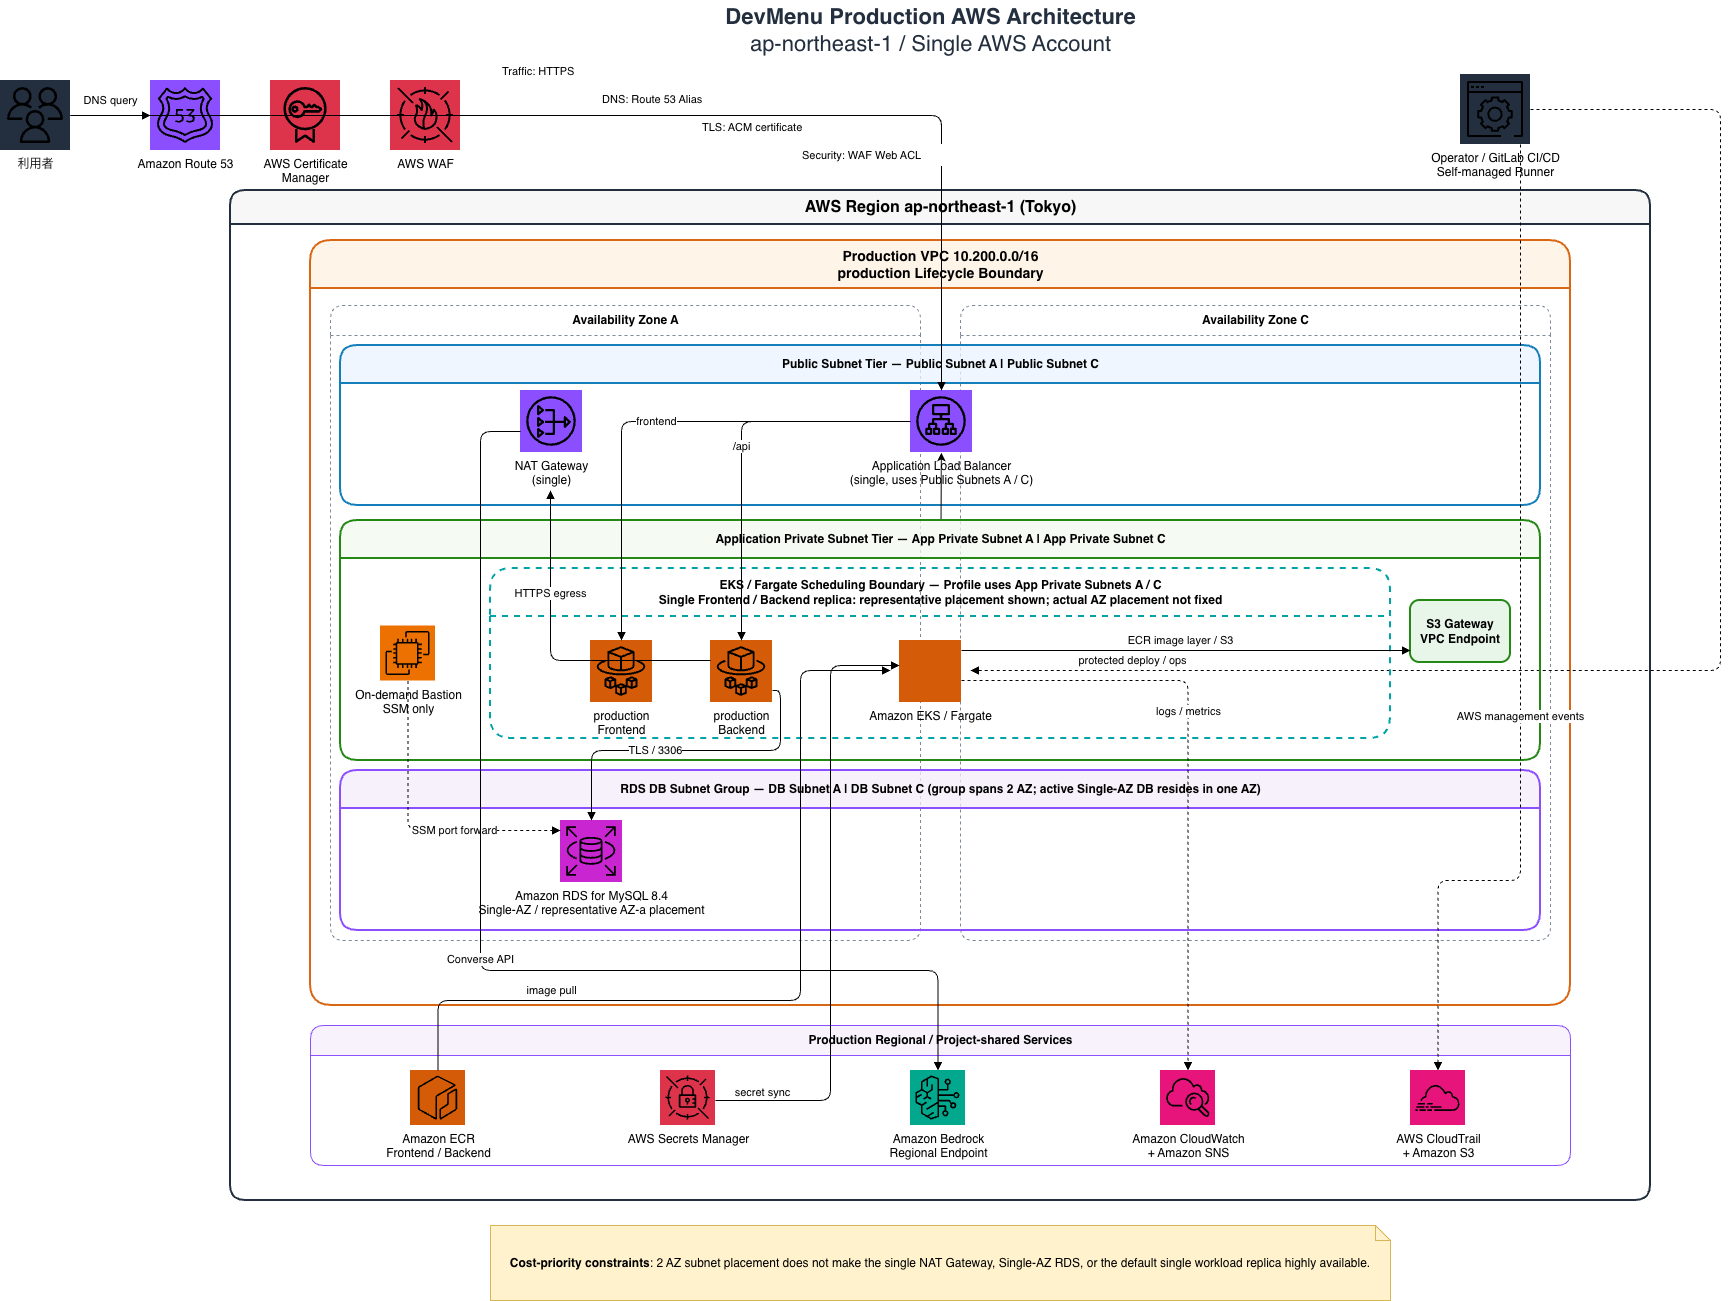 DevMenu Production AWS Architecture
ap-northeast-1 / Single AWS Account
Traffic: HTTPS
DNS query
DNS: Route 53 Alias
TLS: ACM certificate
Security: WAF Web ACL
利用者
53
Amazon Route 53
AWS Certificate
Manager
AWS WAF
Operator / GitLab CI/CD
Self-managed Runner
AWS Region ap-northeast-1 (Tokyo)
Production VPC 10.200.0.0/16
production Lifecycle Boundary
Availability Zone A
Availability Zone C
Public Subnet Tier — Public Subnet A | Public Subnet C
frontend
/api
NAT Gateway
(single)
Application Load Balancer
(single, uses Public Subnets A / C)
Application Private Subnet Tier — App Private Subnet A | App Private Subnet C
EKS / Fargate Scheduling Boundary — Profile uses App Private Subnets A / C
Single Frontend / Backend replica: representative placement shown; actual AZ placement not fixed
HTTPS egress
S3 Gateway
VPC Endpoint
ECR image layer / S3
protected deploy / ops
On-demand Bastion
SSM only
production
Frontend
production
Backend
Amazon EKS / Fargate
logs / metrics
AWS management events
TLS / 3306
RDS DB Subnet Group — DB Subnet A | DB Subnet C (group spans 2 AZ; active Single-AZ DB resides in one AZ)
SSM port forward
Amazon RDS for MySQL 8.4
Single-AZ / representative AZ-a placement
Converse API
image pull
Production Regional / Project-shared Services
secret sync
Amazon ECR
Frontend / Backend
AWS Secrets Manager
Amazon Bedrock
Regional Endpoint
Amazon CloudWatch
+ Amazon SNS
AWS CloudTrail
+ Amazon S3
Cost-priority constraints: 2 AZ subnet placement does not make the single NAT Gateway, Single-AZ RDS, or the default single workload replica highly available.